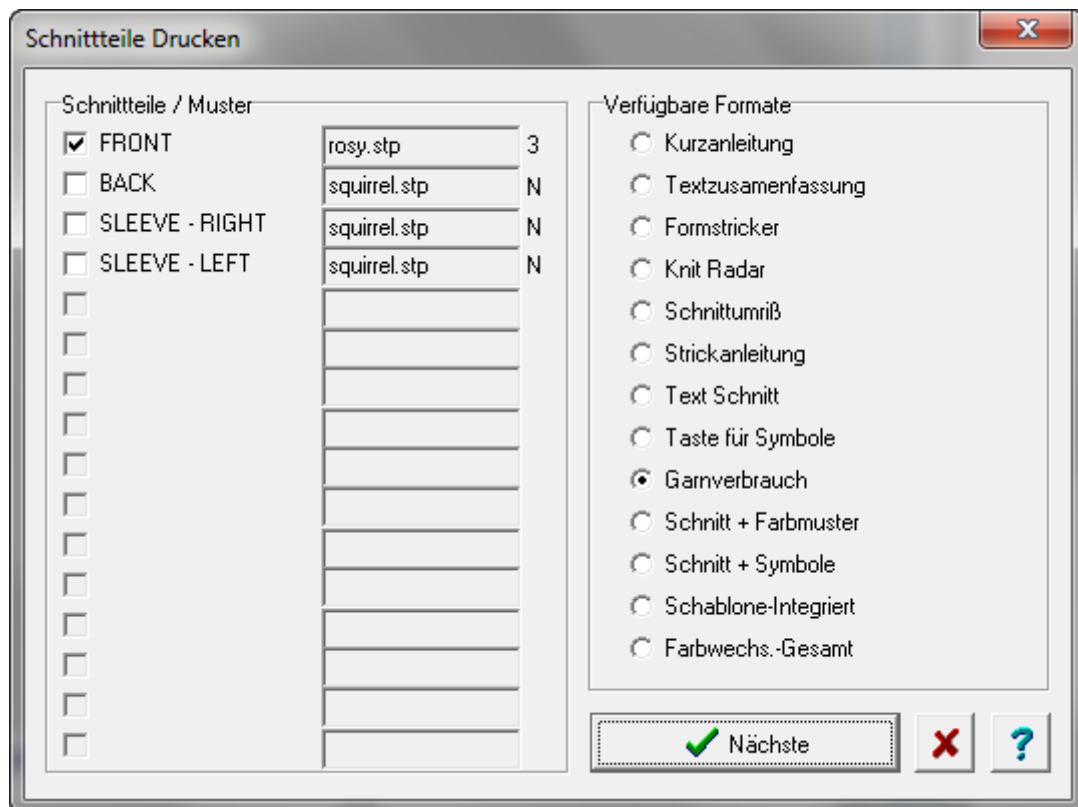 Schnittteile Drucken
Schnittteile / Muster
FRONT rosy.stp 3
BACK squirrel.stp N
SLEEVE - RIGHT squirrel.stp N
SLEEVE - LEFT squirrel.stp N
Verfügbare Formate
Kurzanleitung
Textzusamenfassung
Formstricker
Knit Radar
Schnittumriß
Strickanleitung
Text Schnitt
Taste für Symbole
Garnverbrauch
Schnitt + Farbmuster
Schnitt + Symbole
Schablone-Integriert
Farbwechs.-Gesamt
Nächste